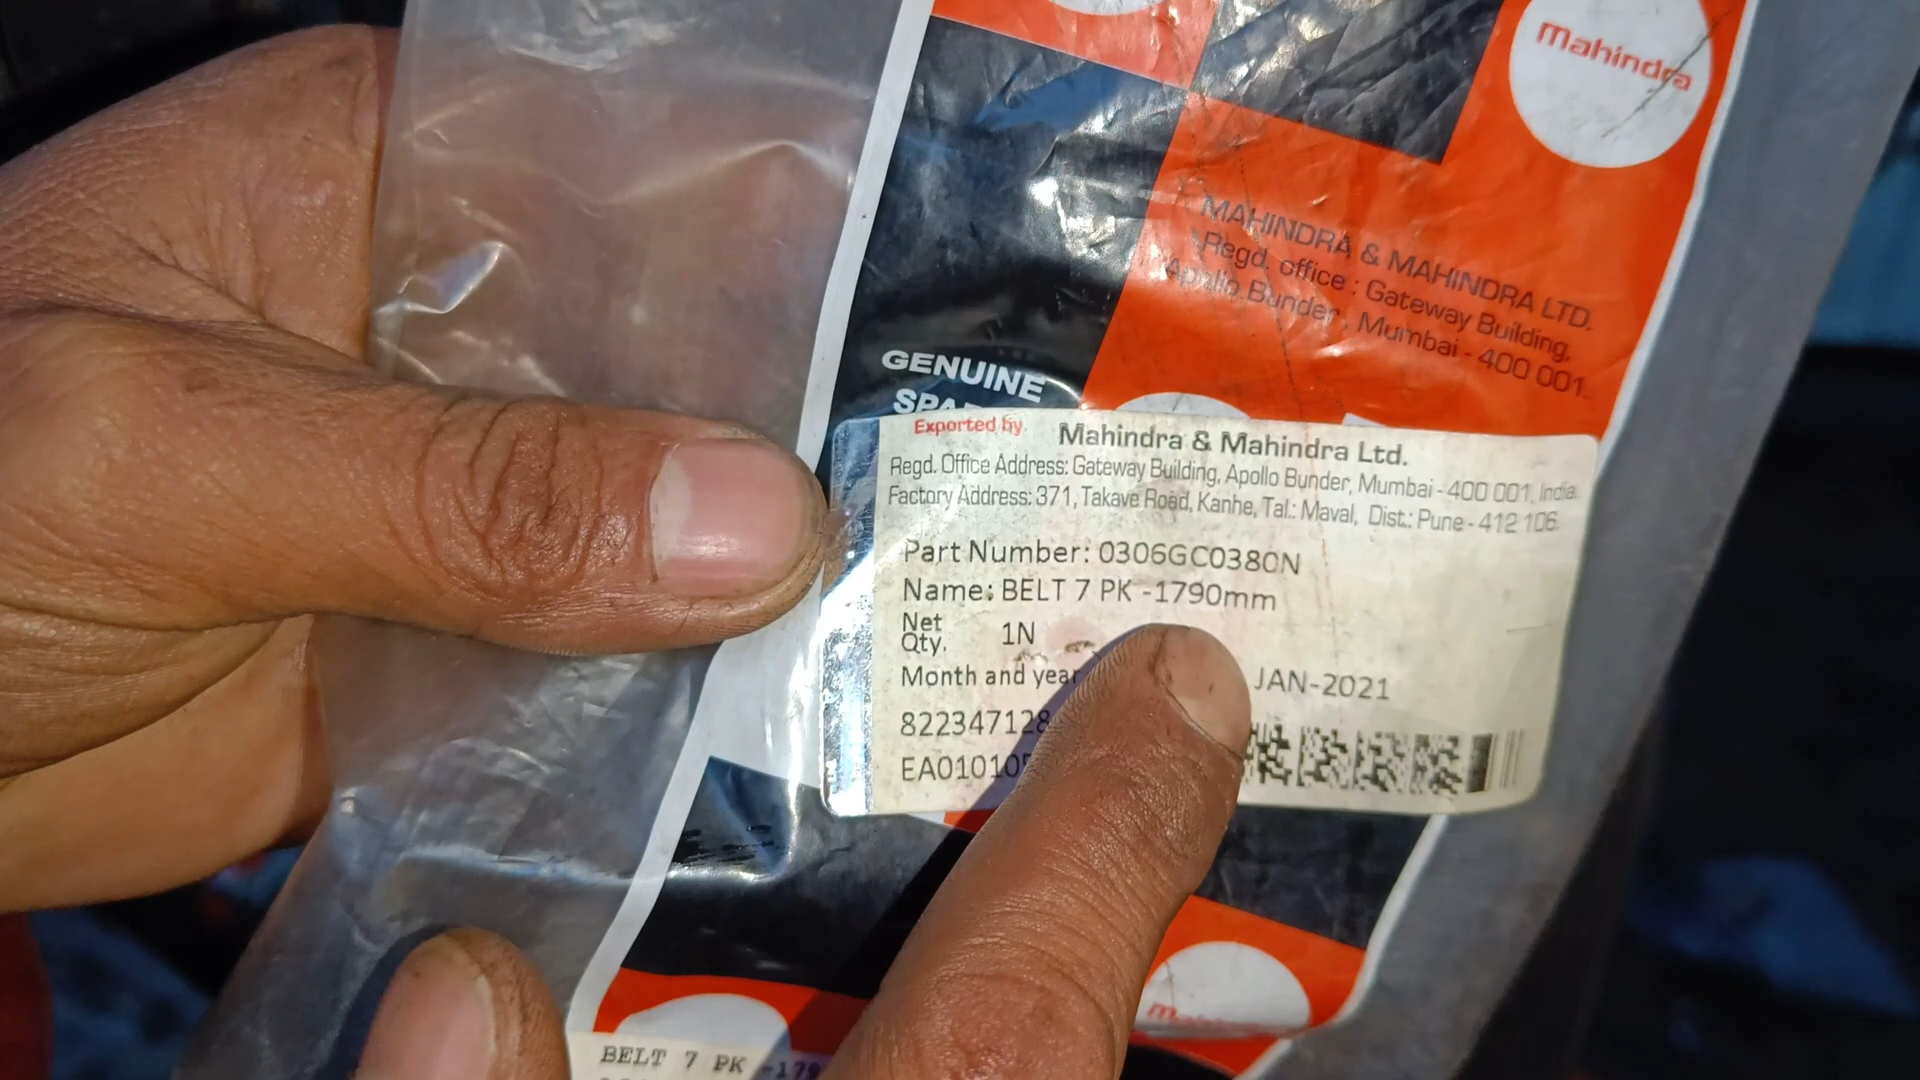 Mahindra
MAHINDRA & MAHINDRA LTD.
Regd. office : Gateway Building,
Apollo Bunder, Mumbai - 400 001.
GENUINE
Exported by.
Mahindra & Mahindra Ltd.
Regd. Office Address: Gateway Building, Apollo Bunder, Mumbai - 400 001, India.
Factory Address: 371, Takave Road, Kanhe, Tal.: Maval, Dist.: Pune - 412 106.
Part Number: 0306GC0380N
Name: BELT 7 PK -1790mm
Net
Qty. 1N
Month and year JAN-2021
822347128
EA01010
Mahindra
BELT 7 PK -179